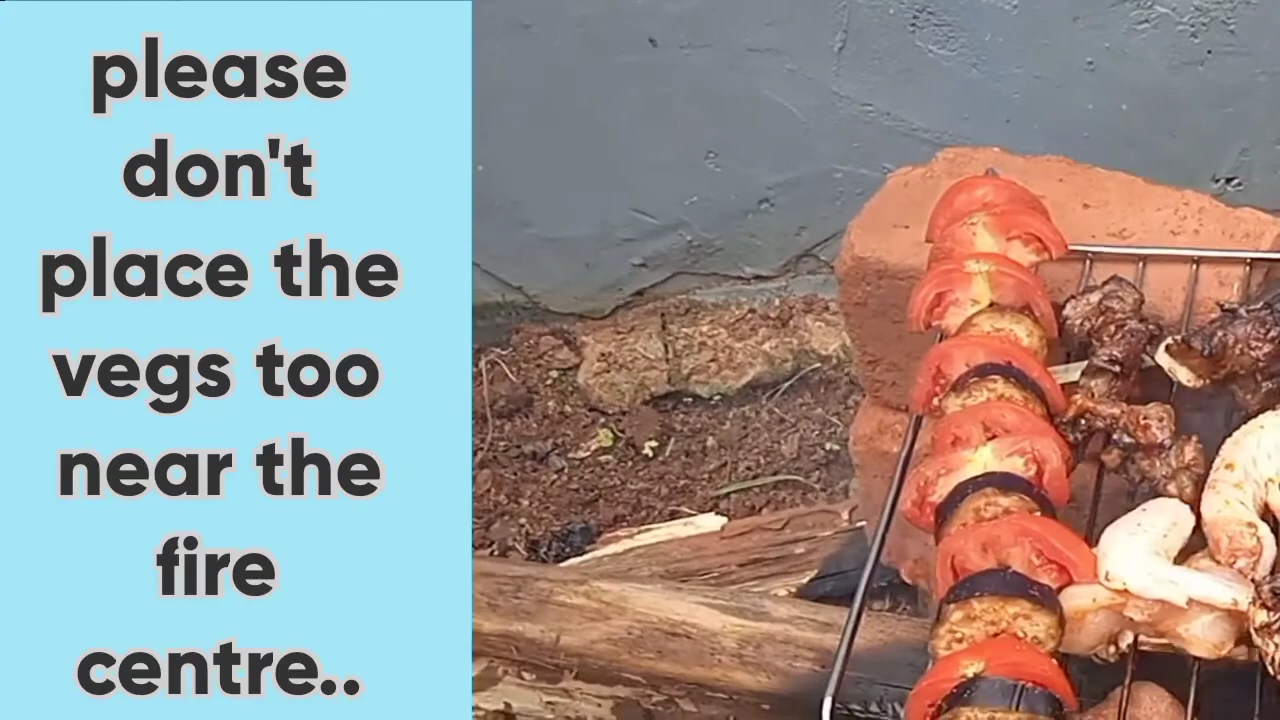 please
don't
place the
vegs too
near the
fire
centre..